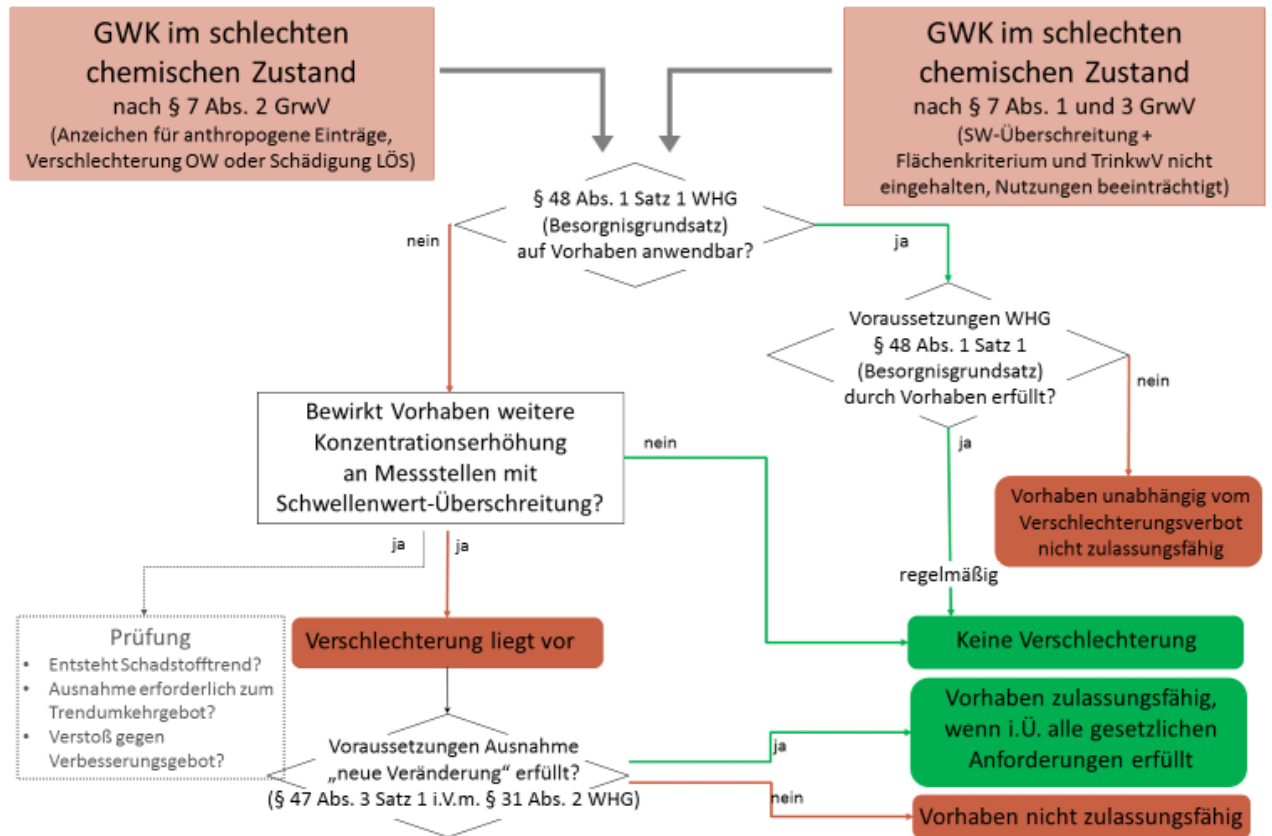 GWK im schlechten
chemischen Zustand
nach § 7 Abs. 2 GrwV
(Anzeichen für anthropogene Einträge,
Verschlechterung OW oder Schädigung LÖS)
GWK im schlechten
chemischen Zustand
nach § 7 Abs. 1 und 3 GrwV
(SW-Überschreitung +
Flächenkriterium und TrinkwV nicht
eingehalten, Nutzungen beeinträchtigt)
§ 48 Abs. 1 Satz 1 WHG
(Besorgnisgrundsatz)
auf Vorhaben anwendbar?
nein
ja
Voraussetzungen WHG
§ 48 Abs. 1 Satz 1
(Besorgnisgrundsatz)
durch Vorhaben erfüllt?
nein
ja
Bewirkt Vorhaben weitere
Konzentrationserhöhung
an Messstellen mit
Schwellenwert-Überschreitung?
nein
Vorhaben unabhängig vom
Verschlechterungsverbot
nicht zulassungsfähig
ja
ja
regelmäßig
Prüfung
• Entsteht Schadstofftrend?
• Ausnahme erforderlich zum
Trendumkehrgebot?
• Verstoß gegen
Verbesserungsgebot?
Verschlechterung liegt vor
Keine Verschlechterung
Voraussetzungen Ausnahme
„neue Veränderung“ erfüllt?
(§ 47 Abs. 3 Satz 1 i.V.m. § 31 Abs. 2 WHG)
ja
nein
Vorhaben zulassungsfähig,
wenn i.Ü. alle gesetzlichen
Anforderungen erfüllt
Vorhaben nicht zulassungsfähig